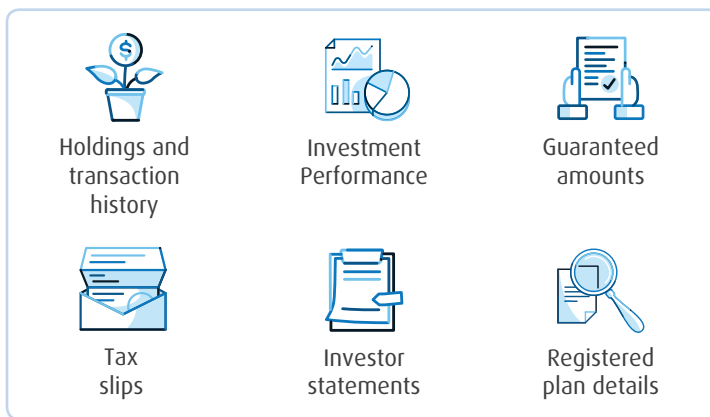 $
Holdings and
transaction
history
Investment
Performance
Guaranteed
amounts
Tax
slips
Investor
statements
Registered
plan details